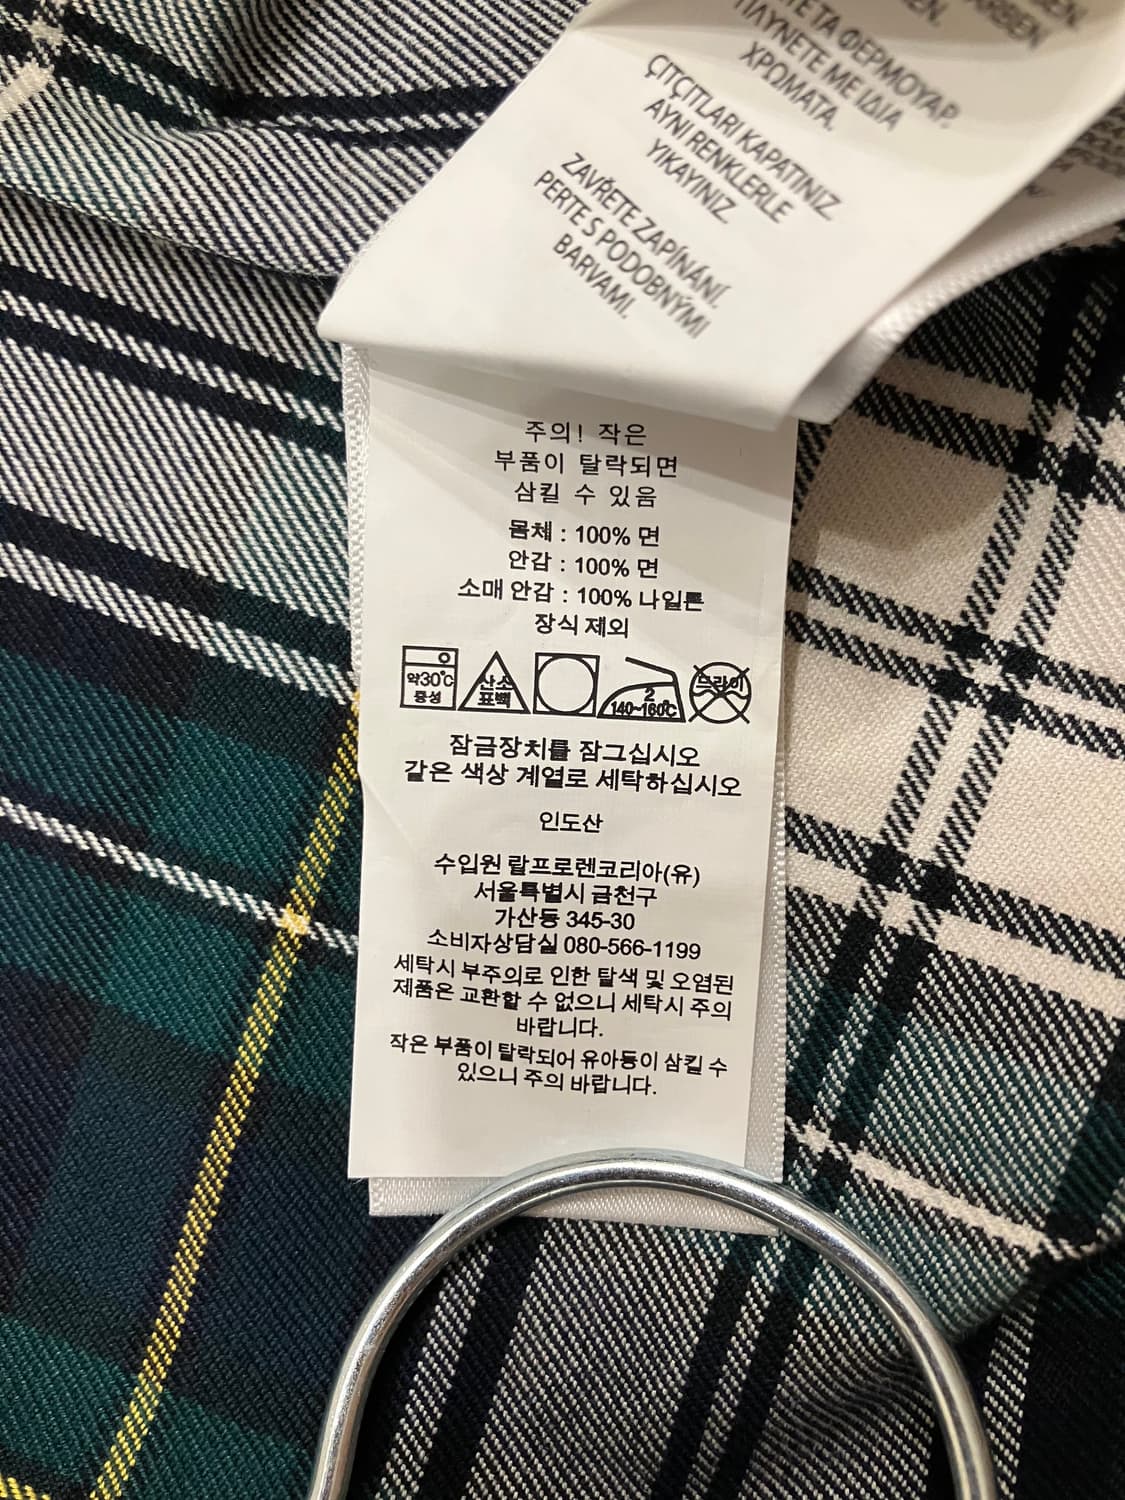 ΤΕ ΤΑ ΦΕΡΜΟΥΑΡ.
ΠΛΥΝΕΤΕ ΜΕ ΙΔΙΑ
ΧΡΩΜΑΤΑ.
ÇITÇITLARI KAPATINIZ
AYNI RENKLERLE
YIKAYINIZ
ZAVŘETE ZAPÍNÁNÍ.
PERTE S PODOBNÝMI
BARVAMI.
주의! 작은
부품이 탈락되면
삼킬 수 있음
몸체 : 100% 면
안감 : 100% 면
소매 안감 : 100% 나일론
장식 제외
약30℃
중성
산소
표백
2
140~160℃
드라이
잠금장치를 잠그십시오
같은 색상 계열로 세탁하십시오
인도산
수입원 랄프로렌코리아(유)
서울특별시 금천구
가산동 345-30
소비자상담실 080-566-1199
세탁시 부주의로 인한 탈색 및 오염된
제품은 교환할 수 없으니 세탁시 주의
바랍니다.
작은 부품이 탈락되어 유아등이 삼킬 수
있으니 주의 바랍니다.